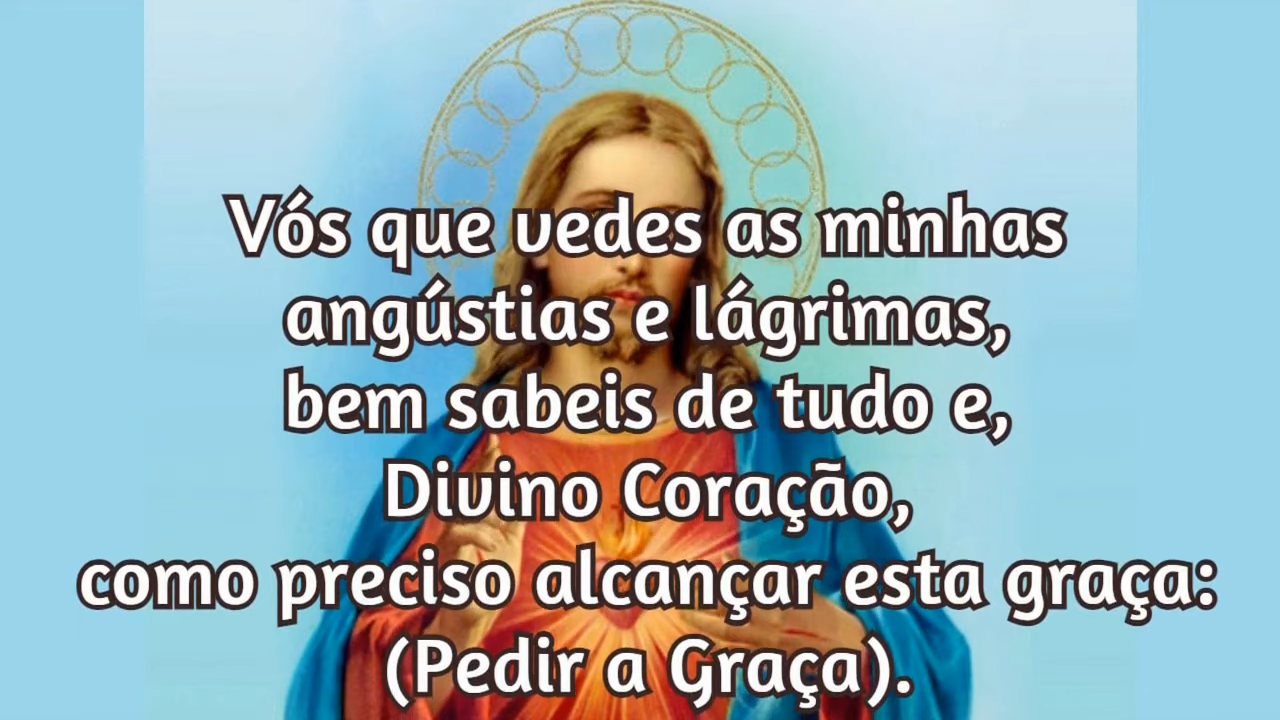 Vós que vedes as minhas
angústias e lágrimas,
bem sabeis de tudo e,
Divino Coração,
como preciso alcançar esta graça:
(Pedir a Graça).